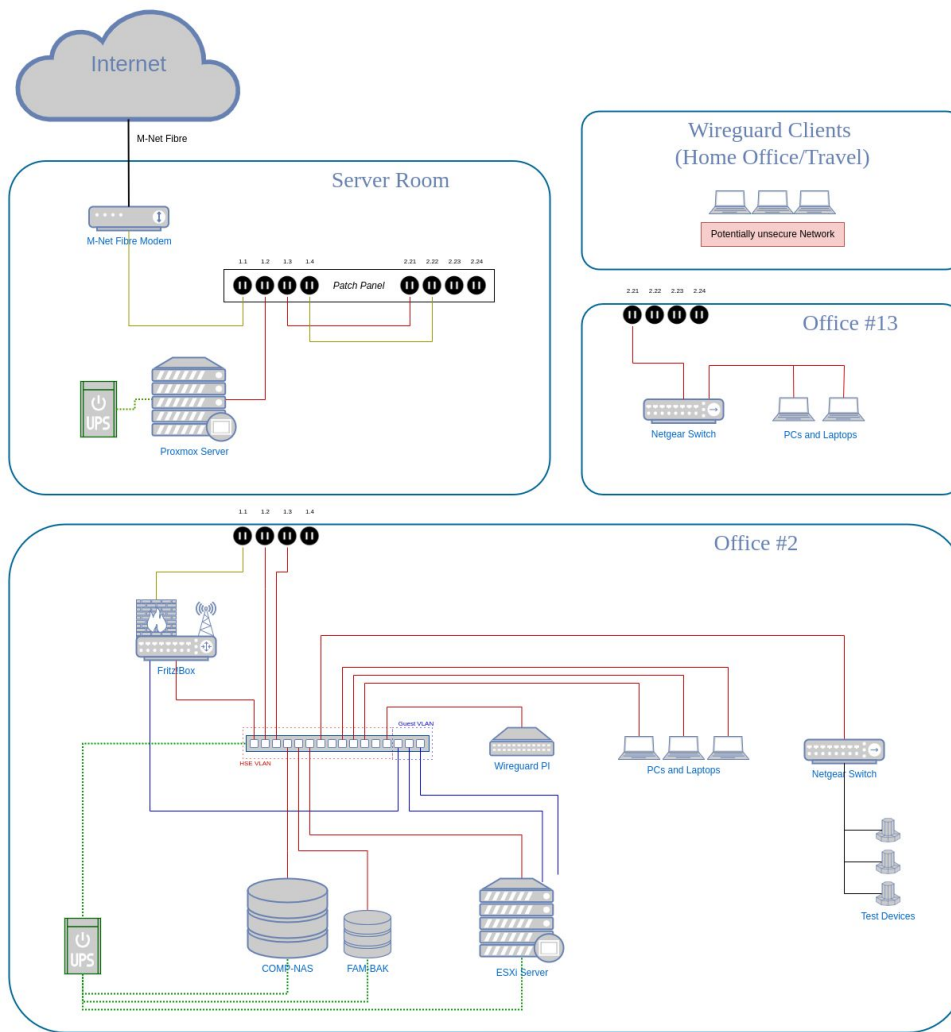 Internet
M-Net Fibre
Server Room
M-Net Fibre Modem
1.1 1.2 1.3 1.4 2.21 2.22 2.23 2.24
Patch Panel
UPS
Proxmox Server
Wireguard Clients
(Home Office/Travel)
Potentially unsecure Network
2.21 2.22 2.23 2.24
Office #13
Netgear Switch
PCs and Laptops
1.1 1.2 1.3 1.4
Office #2
Fritz!Box
Guest VLAN
HSE VLAN
Wireguard PI
PCs and Laptops
Netgear Switch
Test Devices
UPS
COMP-NAS
FAM-BAK
ESXi Server